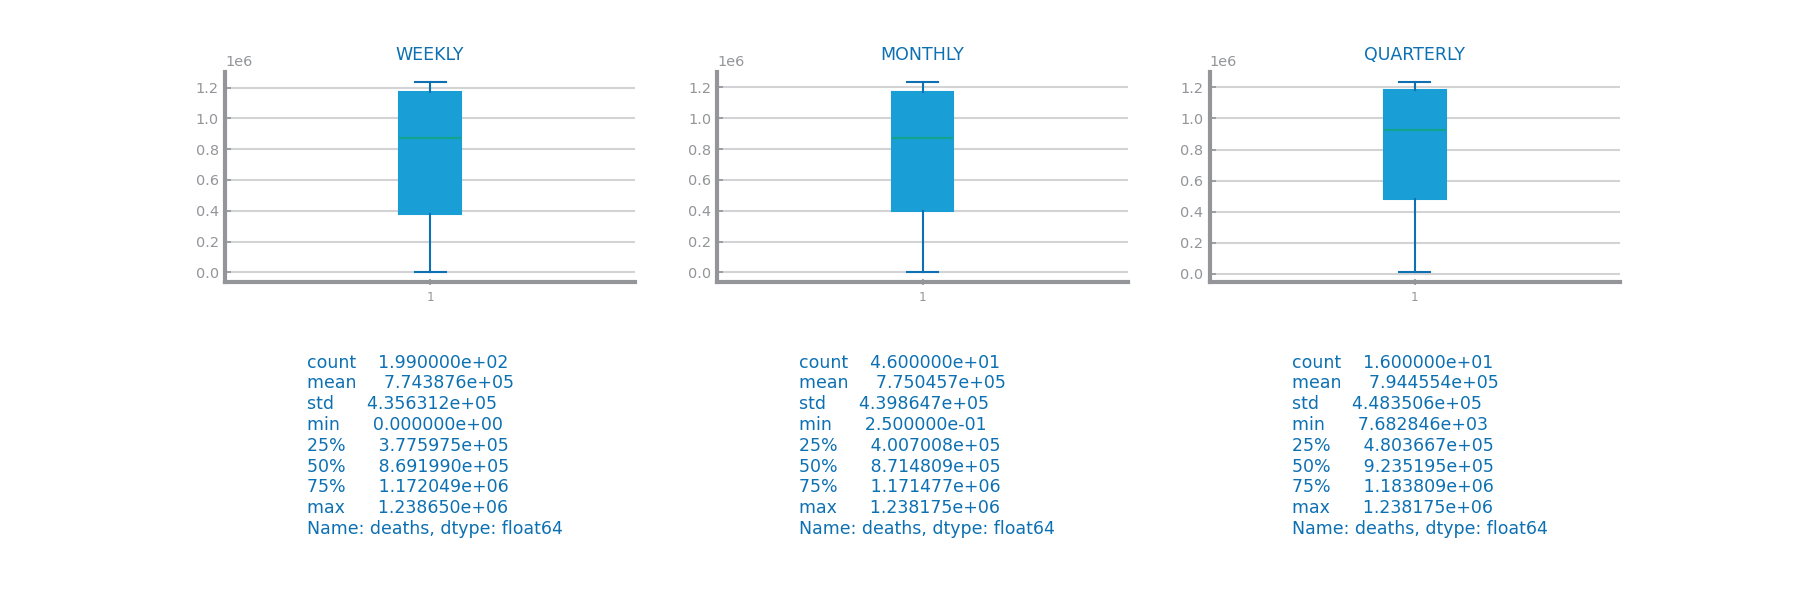 WEEKLY
1e6
1.2
1.0
0.8
0.6
0.4
0.2
0.0
1
count 1.990000e+02
mean 7.743876e+05
std 4.356312e+05
min 0.000000e+00
25% 3.775975e+05
50% 8.691990e+05
75% 1.172049e+06
max 1.238650e+06
Name: deaths, dtype: float64
MONTHLY
1e6
1.2
1.0
0.8
0.6
0.4
0.2
0.0
1
count 4.600000e+01
mean 7.750457e+05
std 4.398647e+05
min 2.500000e-01
25% 4.007008e+05
50% 8.714809e+05
75% 1.171477e+06
max 1.238175e+06
Name: deaths, dtype: float64
QUARTERLY
1e6
1.2
1.0
0.8
0.6
0.4
0.2
0.0
1
count 1.600000e+01
mean 7.944554e+05
std 4.483506e+05
min 7.682846e+03
25% 4.803667e+05
50% 9.235195e+05
75% 1.183809e+06
max 1.238175e+06
Name: deaths, dtype: float64